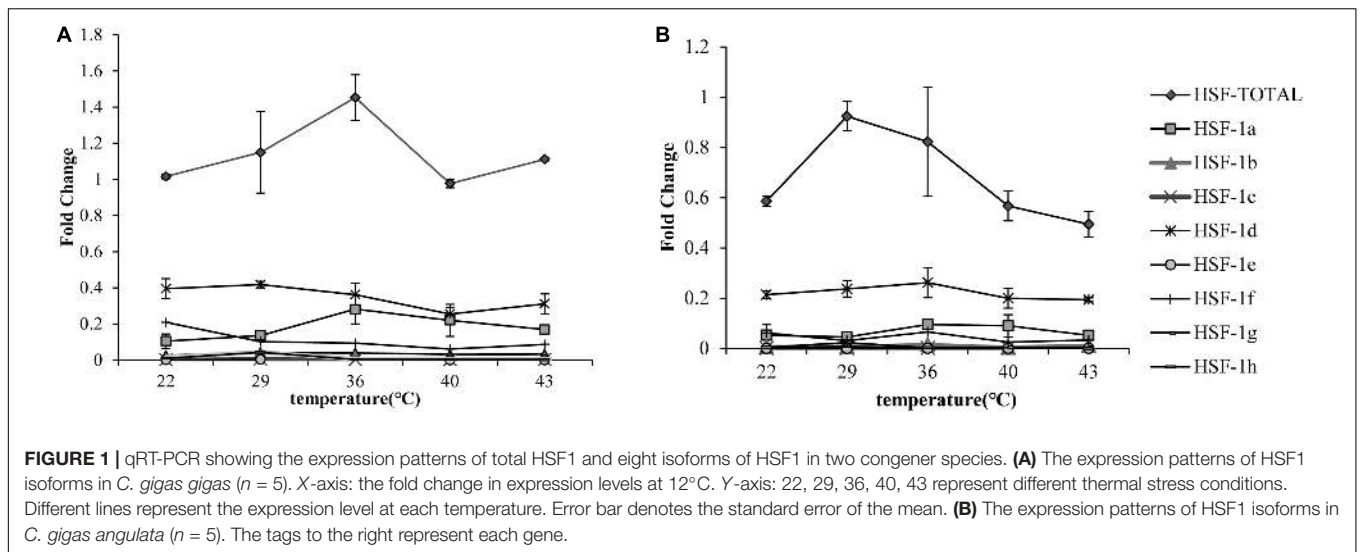 A
1.8
1.6
1.4
1.2
1
0.8
0.6
0.4
0.2
0
Fold Change
22 29 36 40 43
temperature(°C)
B
1.2
1
0.8
0.6
0.4
0.2
0
Fold Change
22 29 36 40 43
temperature(°C)
HSF-TOTAL
HSF-1a
HSF-1b
HSF-1c
HSF-1d
HSF-1e
HSF-1f
HSF-1g
HSF-1h
FIGURE 1 | qRT-PCR showing the expression patterns of total HSF1 and eight isoforms of HSF1 in two congener species. (A) The expression patterns of HSF1
isoforms in C. gigas gigas (n = 5). X-axis: the fold change in expression levels at 12°C. Y-axis: 22, 29, 36, 40, 43 represent different thermal stress conditions.
Different lines represent the expression level at each temperature. Error bar denotes the standard error of the mean. (B) The expression patterns of HSF1 isoforms in
C. gigas angulata (n = 5). The tags to the right represent each gene.